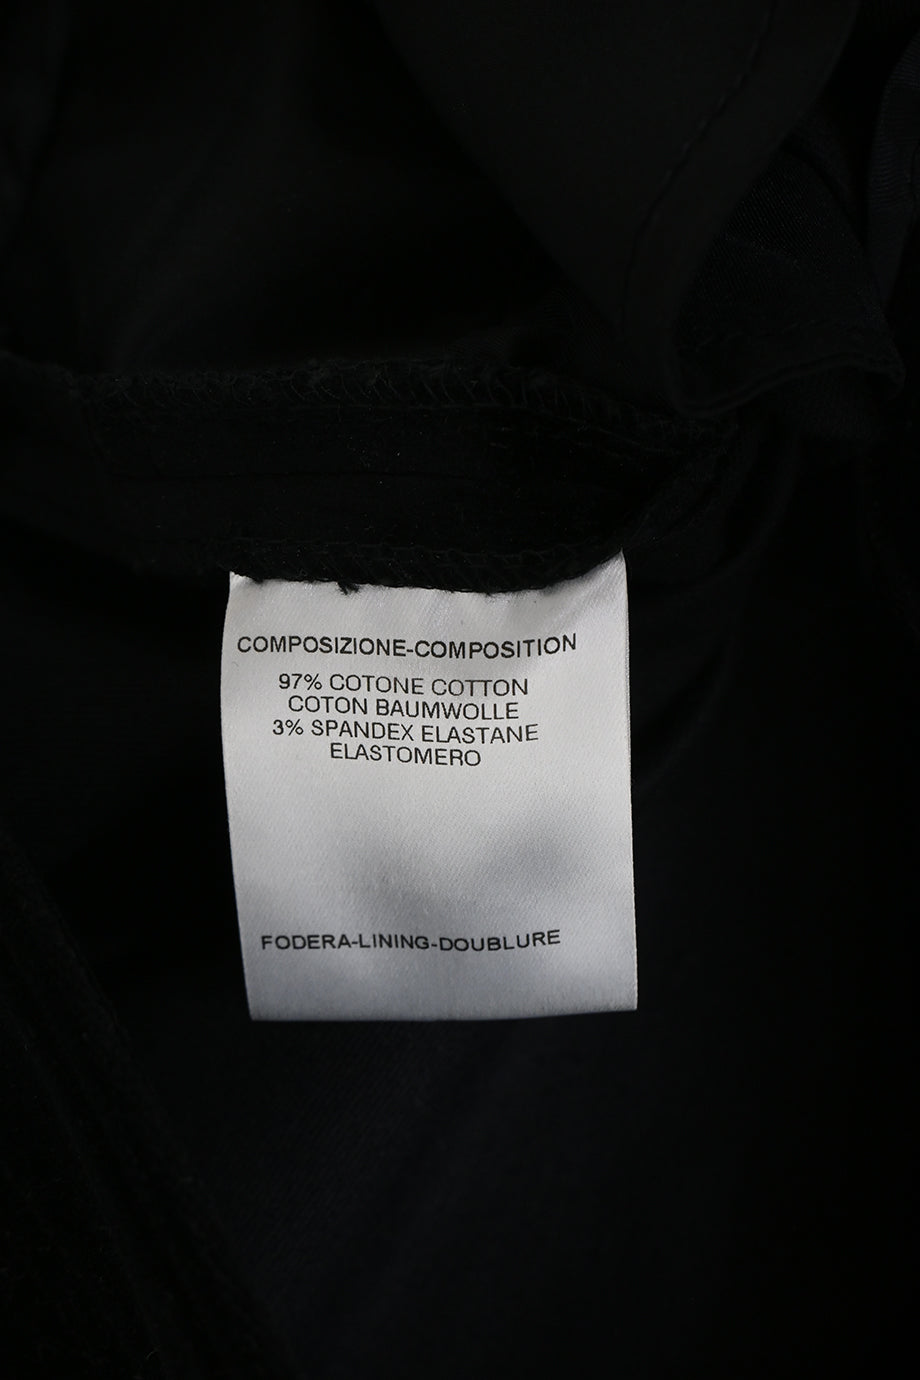 COMPOSIZIONE-COMPOSITION
97% COTONE COTTON
COTON BAUMWOLLE
3% SPANDEX ELASTANE
ELASTOMERO
FODERA-LINING-DOUBLURE